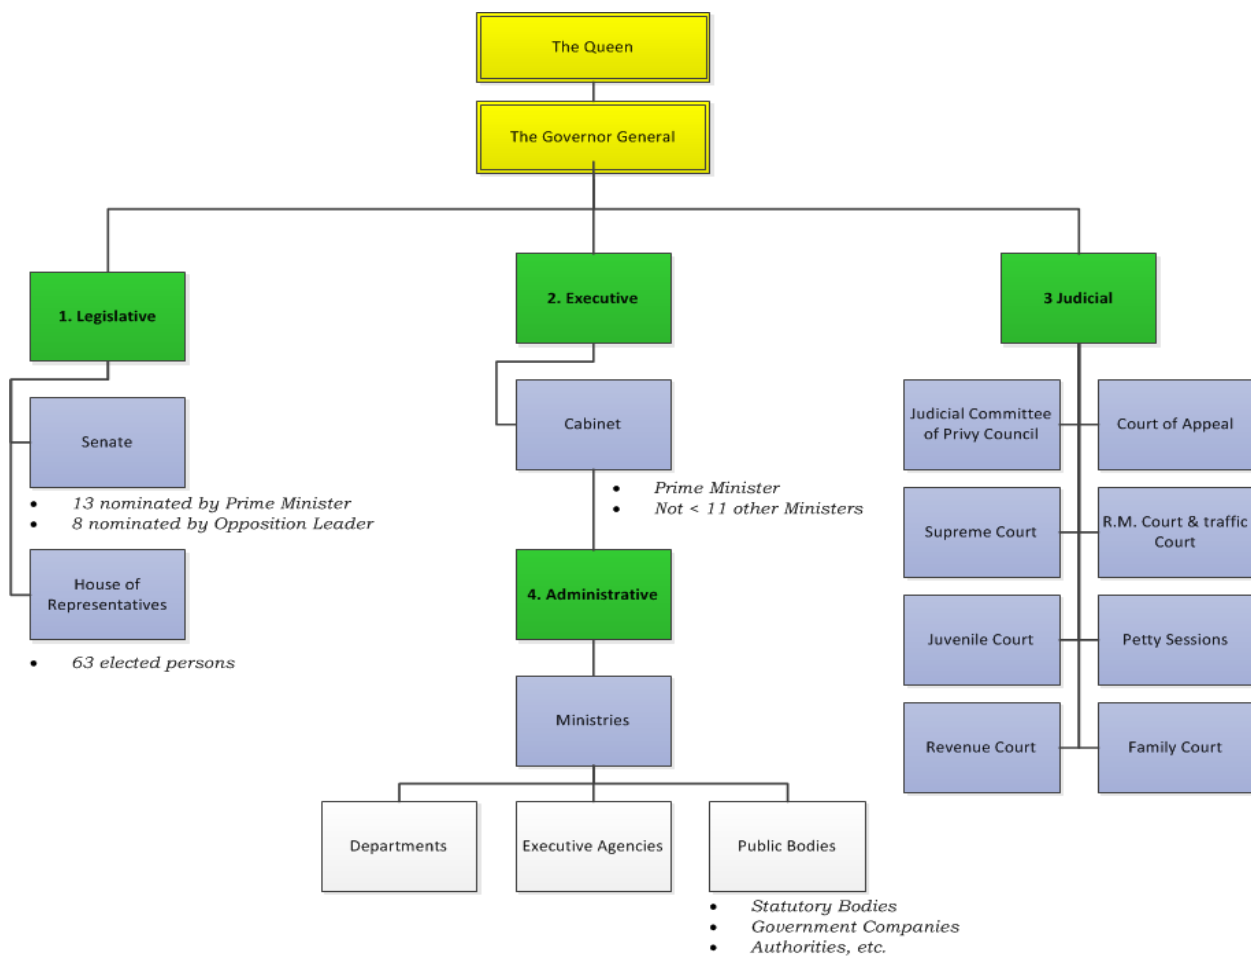 The Queen
The Governor General
1. Legislative
Senate
• 13 nominated by Prime Minister
• 8 nominated by Opposition Leader
House of
Representatives
• 63 elected persons
2. Executive
Cabinet
• Prime Minister
• Not < 11 other Ministers
4. Administrative
Ministries
Departments
Executive Agencies
Public Bodies
• Statutory Bodies
• Government Companies
• Authorities, etc.
3 Judicial
Judicial Committee
of Privy Council
Court of Appeal
Supreme Court
R.M. Court & traffic
Court
Juvenile Court
Petty Sessions
Revenue Court
Family Court